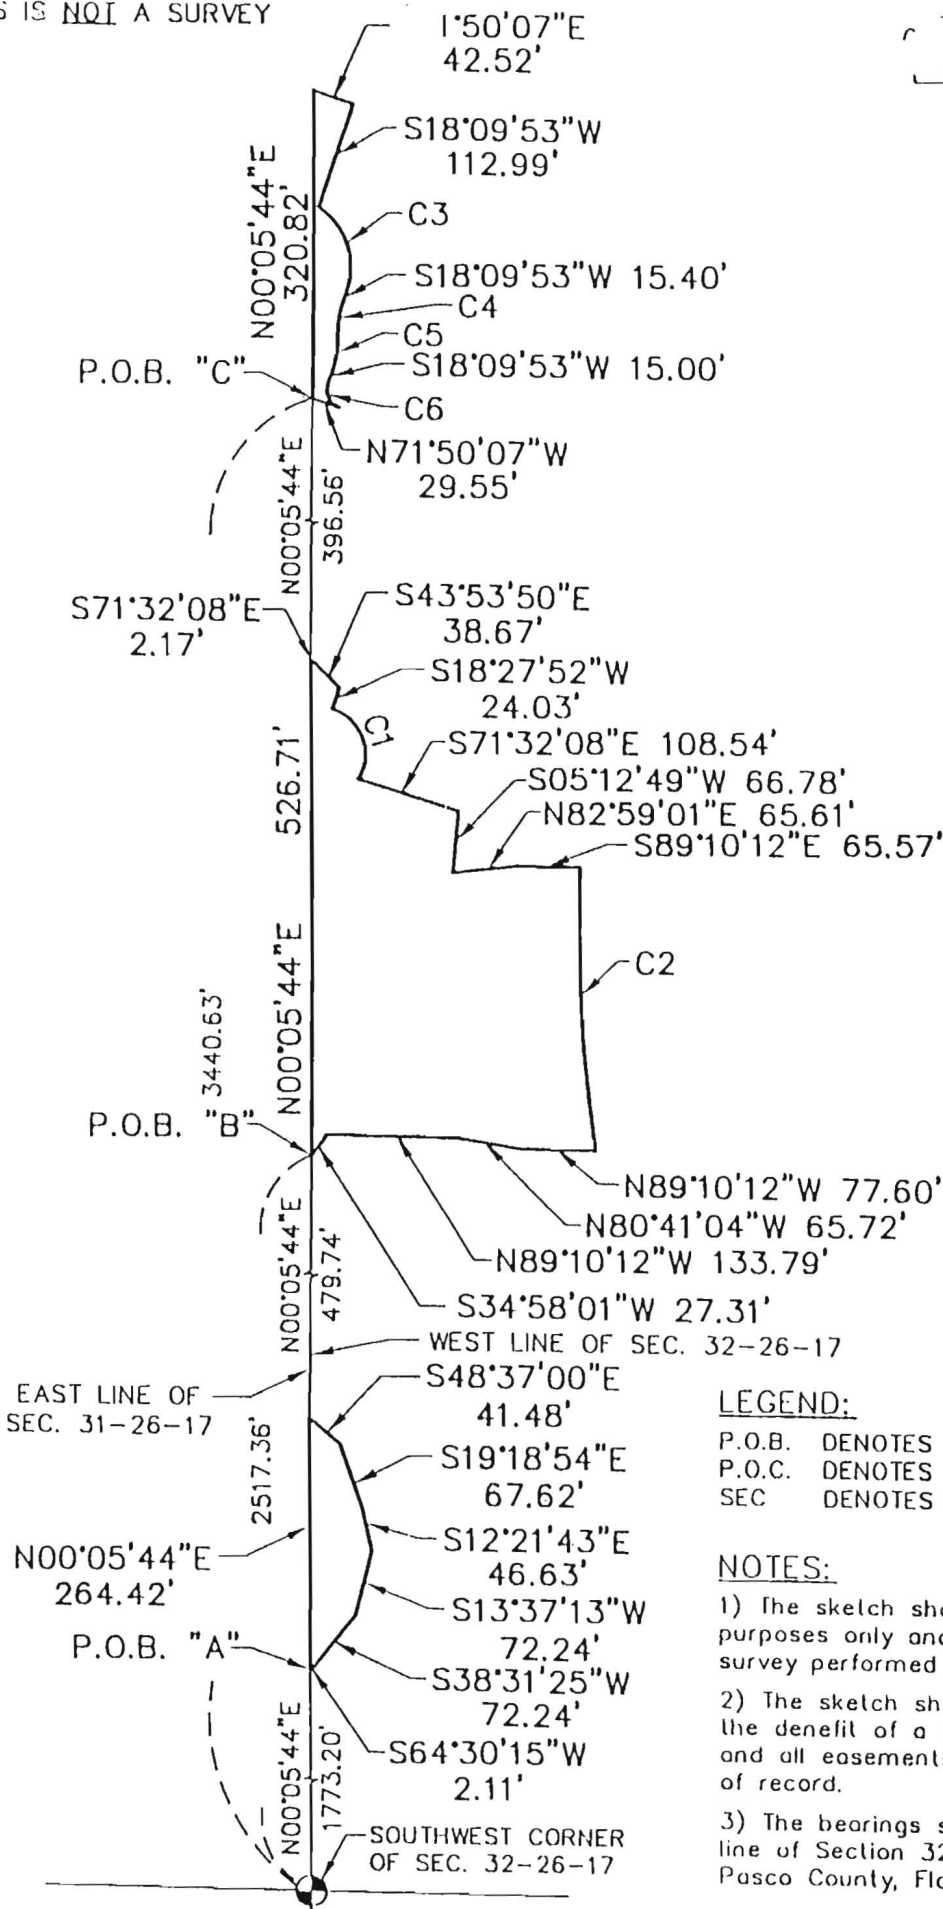 S IS NOT A SURVEY
1°50'07"E
42.52'
S18°09'53"W
112.99'
N00°05'44"E
320.82'
C3
S18°09'53"W 15.40'
C4
C5
S18°09'53"W 15.00'
P.O.B. "C"
C6
N71°50'07"W
29.55'
N00°05'44"E
396.56'
S71°32'08"E
2.17'
S43°53'50"E
38.67'
S18°27'52"W
24.03'
C1
S71°32'08"E 108.54'
526.71'
S05°12'49"W 66.78'
N82°59'01"E 65.61'
S89°10'12"E 65.57'
C2
N00°05'44"E
3440.63'
P.O.B. "B"
N89°10'12"W 77.60'
N80°41'04"W 65.72'
N89°10'12"W 133.79'
N00°05'44"E
479.74'
S34°58'01"W 27.31'
WEST LINE OF SEC. 32-26-17
EAST LINE OF
SEC. 31-26-17
S48°37'00"E
41.48'
2517.36'
S19°18'54"E
67.62'
N00°05'44"E
264.42'
S12°21'43"E
46.63'
S13°37'13"W
72.24'
P.O.B. "A"
S38°31'25"W
72.24'
S64°30'15"W
2.11'
N00°05'44"E
1773.20'
SOUTHWEST CORNER
OF SEC. 32-26-17
LEGEND:
P.O.B. DENOTES
P.O.C. DENOTES
SEC DENOTES
NOTES:
1) The sketch sho
purposes only and
survey performed
2) The sketch sh
the denefit of a
and all easement
of record.
3) The bearings s
line of Section 32
Pasco County, Flo